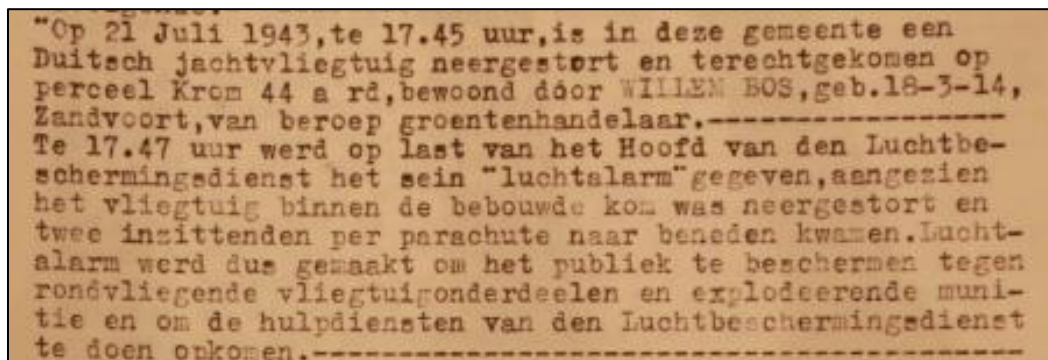 "Op 21 Juli 1943,te 17.45 uur,is in deze gemeente een
Duitsch jachtvliegtuig neergestort en terechtgekomen op
perceel Krom 44 a rd,bewoond dóor WILLEM BOS,geb.18-3-14,
Zandvoort,van beroep groentenhandelaar.-----------------
Te 17.47 uur werd op last van het Hoofd van den Luchtbe-
schermingsdienst het sein "luchtalarm"gegeven,aangezien
het vliegtuig binnen de bebouwde kom was neergestort en
twee inzittenden per parachute naar beneden kwamen.Lucht-
alarm werd dus gemaakt om het publiek te beschermen tegen
rondvliegende vliegtuigonderdeelen en explodeerende muni-
tie en om de hulpdiensten van den Luchtbeschermingsdienst
te doen opkomen.----------------------------------------